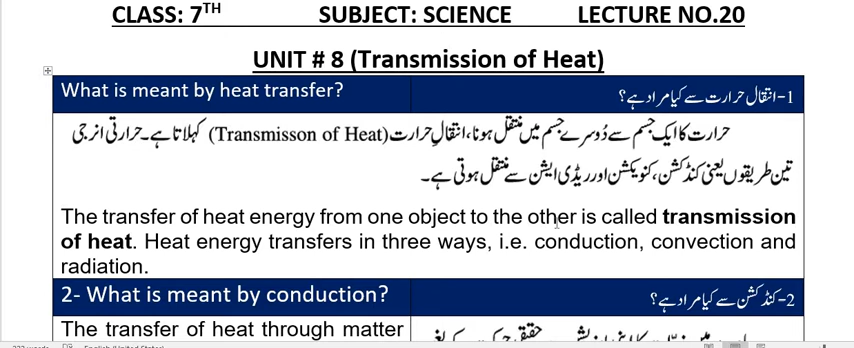 CLASS: 7TH SUBJECT: SCIENCE LECTURE NO.20
UNIT # 8 (Transmission of Heat)
What is meant by heat transfer? 1-انتقال حرارت سے کیا مراد ہے؟
حرارت کا ایک جسم سے دُوسرے جسم میں منتقل ہونا، انتقالِ حرارت (Transmisson of Heat) کہلاتا ہے۔ حرارتی انرجی
تین طریقوں یعنی کنڈکشن، کنویکشن اور ریڈی ایشن سے منتقل ہوتی ہے۔
The transfer of heat energy from one object to the other is called transmission
of heat. Heat energy transfers in three ways, i.e. conduction, convection and
radiation.
2- What is meant by conduction? 2-کنڈکشن سے کیا مراد ہے؟
The transfer of heat through matter